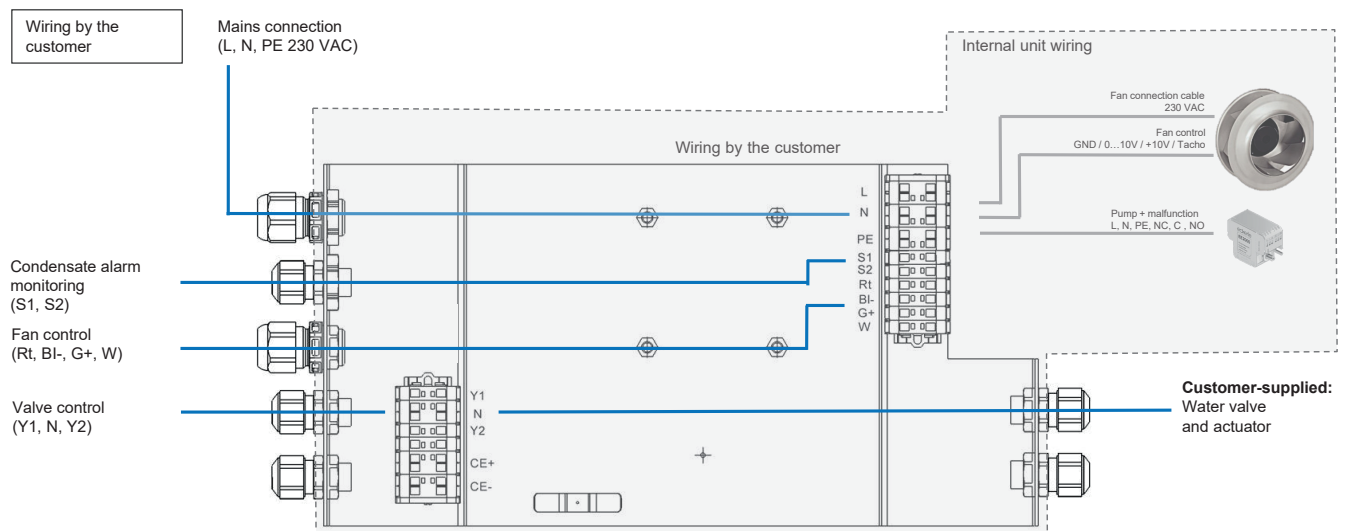 Wiring by the
customer
Mains connection
(L, N, PE 230 VAC)
Internal unit wiring
Fan connection cable
230 VAC
Fan control
GND / 0…10V / +10V / Tacho
Wiring by the customer
L
N
PE
S1
S2
Rt
BI-
G+
W
Pump + malfunction
L, N, PE, NC, C , NO
Condensate alarm
monitoring
(S1, S2)
Fan control
(Rt, BI-, G+, W)
Valve control
(Y1, N, Y2)
Y1
N
Y2
CE+
CE-
Customer-supplied:
Water valve
and actuator